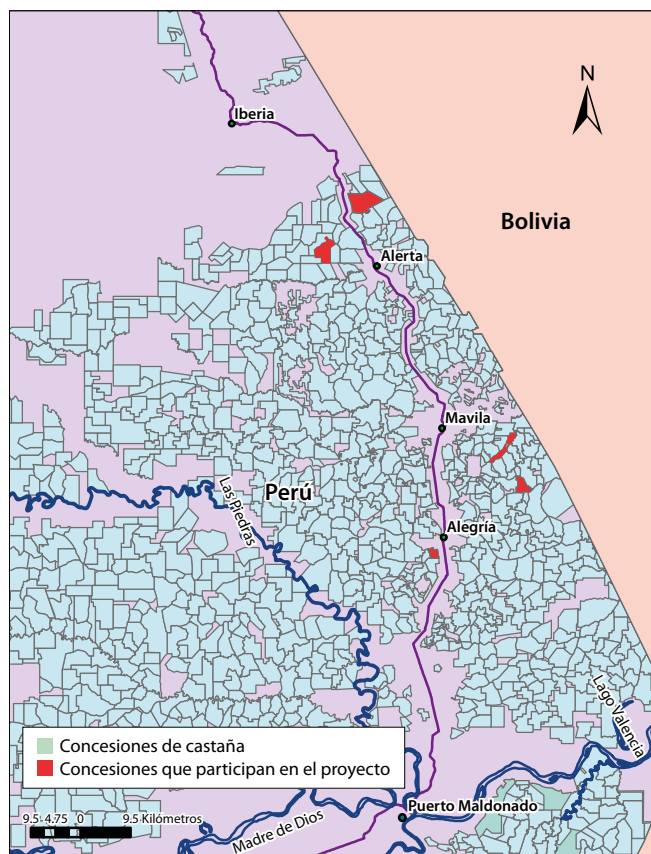 N
Iberia
Bolivia
Alerta
Mavila
Las Piedras
Perú
Alegría
Lago Valencia
Concesiones de castaña
Concesiones que participan en el proyecto
Puerto Maldonado
9.5 4.75 0 9.5 Kilómetros
Madre de Dios